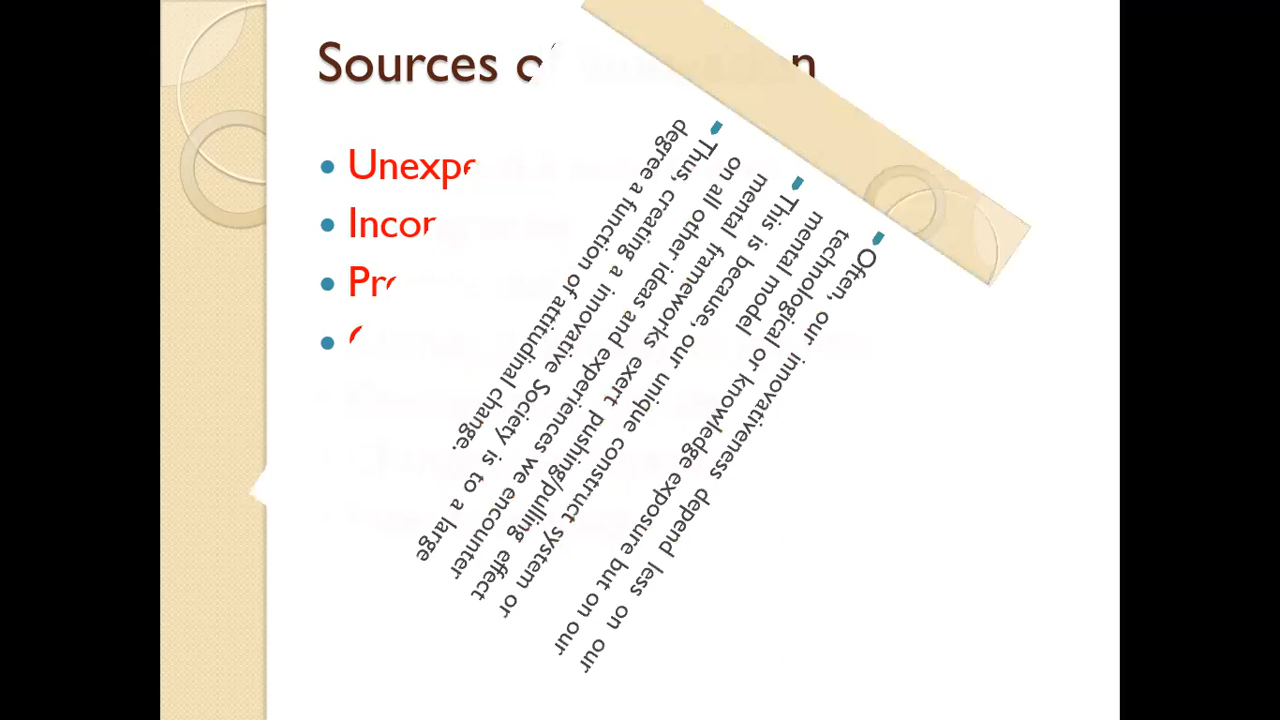 Sources o n
Unexpe
Incor
Pr
Often, our innovativeness depend less on our
technological or knowledge exposure but on our
mental model
This is because, our unique construct system or
mental frameworks exert pushing/pulling effect
on all other ideas and experiences we encounter
Thus, creating a innovative Society is to a large
degree a function of attitudinal change.